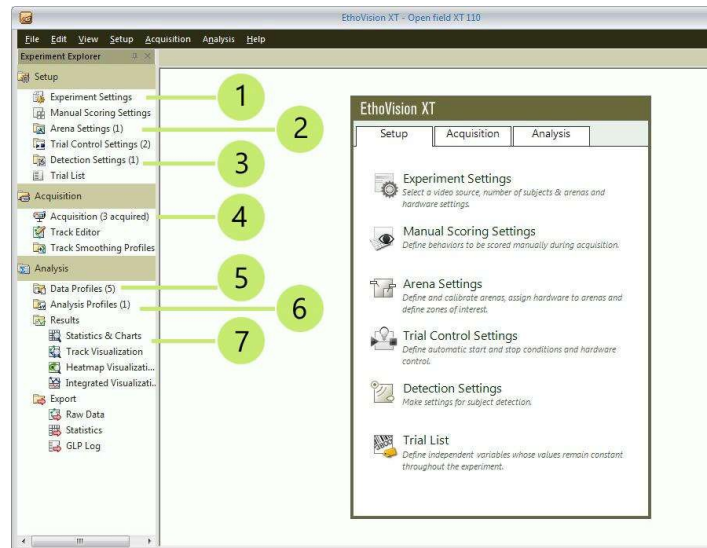 EthoVision XT - Open field XT 110
File Edit View Setup Acquisition Analysis Help
Experiment Explorer
Setup
Experiment Settings
Manual Scoring Settings
Arena Settings (1)
Trial Control Settings (2)
Detection Settings (1)
Trial List
Acquisition
Acquisition (3 acquired)
Track Editor
Track Smoothing Profiles
Analysis
Data Profiles (5)
Analysis Profiles (1)
Results
Statistics & Charts
Track Visualization
Heatmap Visualizati...
Integrated Visualizati..
Export
Raw Data
Statistics
GLP Log
1
2
3
4
5
6
7
EthoVision XT
Setup Acquisition Analysis
Experiment Settings
Select a video source, number of subjects & arenas and
hardware settings.
Manual Scoring Settings
Define behaviors to be scored manually during acquisition.
Arena Settings
Define and calibrate arenas, assign hardware to arenas and
define zones of interest.
Trial Control Settings
Define automatic start and stop conditions and hardware
control.
Detection Settings
Make settings for subject detection.
Trial List
Define independent variables whose values remain constant
throughout the experiment.